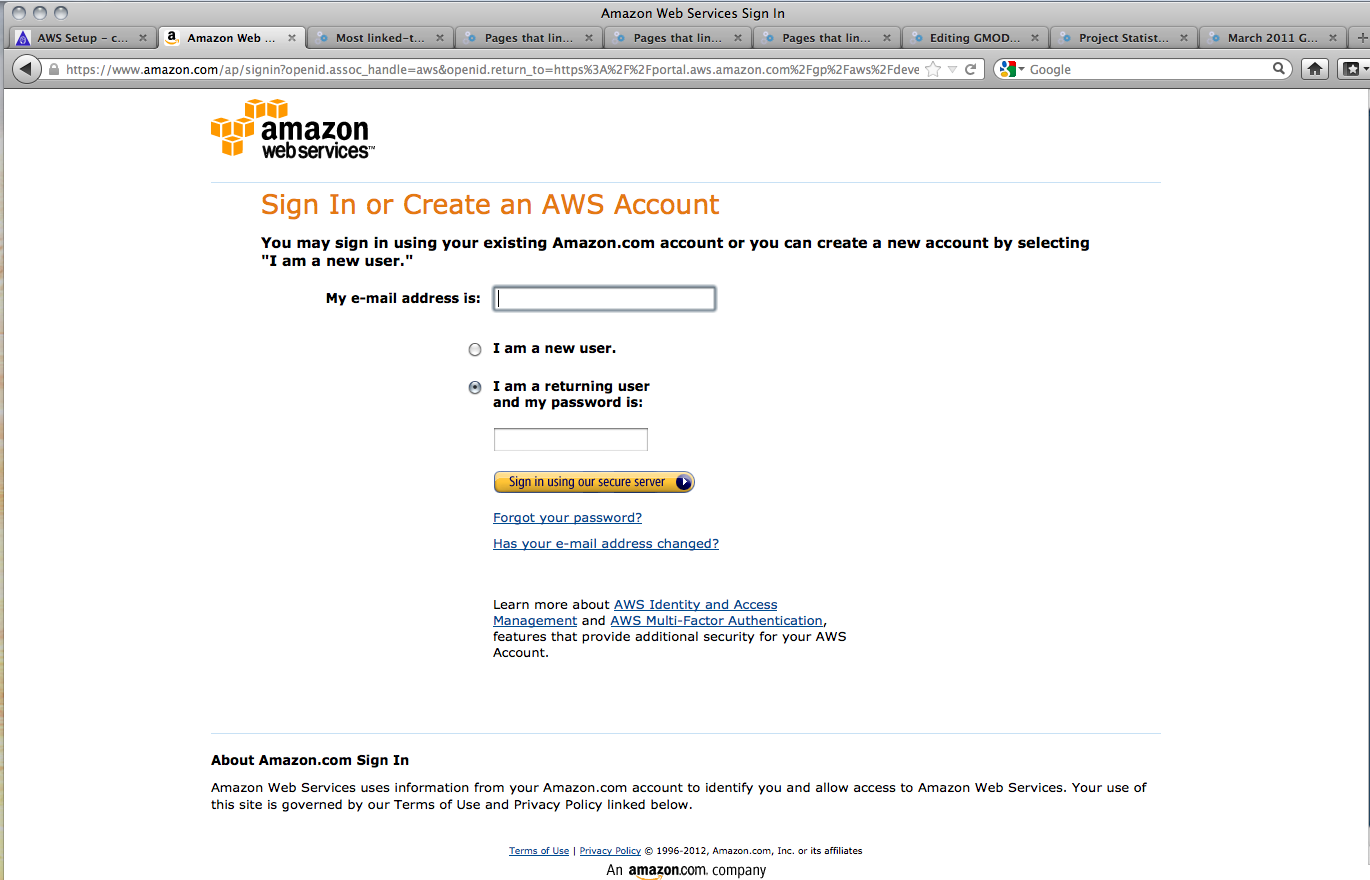 Amazon Web Services Sign In
AWS Setup – c...
Amazon Web ...
Most linked-t...
Pages that lin...
Pages that lin...
Pages that lin...
Editing GMOD...
Project Statist...
March 2011 G...
https://www.amazon.com/ap/signin?openid.assoc_handle=aws&openid.return_to=https%3A%2F%2Fportal.aws.amazon.com%2Fgp%2Faws%2Fdeve
Google
amazon
webservices™
Sign In or Create an AWS Account
You may sign in using your existing Amazon.com account or you can create a new account by selecting
"I am a new user."
My e-mail address is:
I am a new user.
I am a returning user
and my password is:
Sign in using our secure server
Forgot your password?
Has your e-mail address changed?
Learn more about AWS Identity and Access
Management and AWS Multi-Factor Authentication,
features that provide additional security for your AWS
Account.
About Amazon.com Sign In
Amazon Web Services uses information from your Amazon.com account to identify you and allow access to Amazon Web Services. Your use of
this site is governed by our Terms of Use and Privacy Policy linked below.
Terms of Use | Privacy Policy © 1996-2012, Amazon.com, Inc. or its affiliates
An amazon.com. company